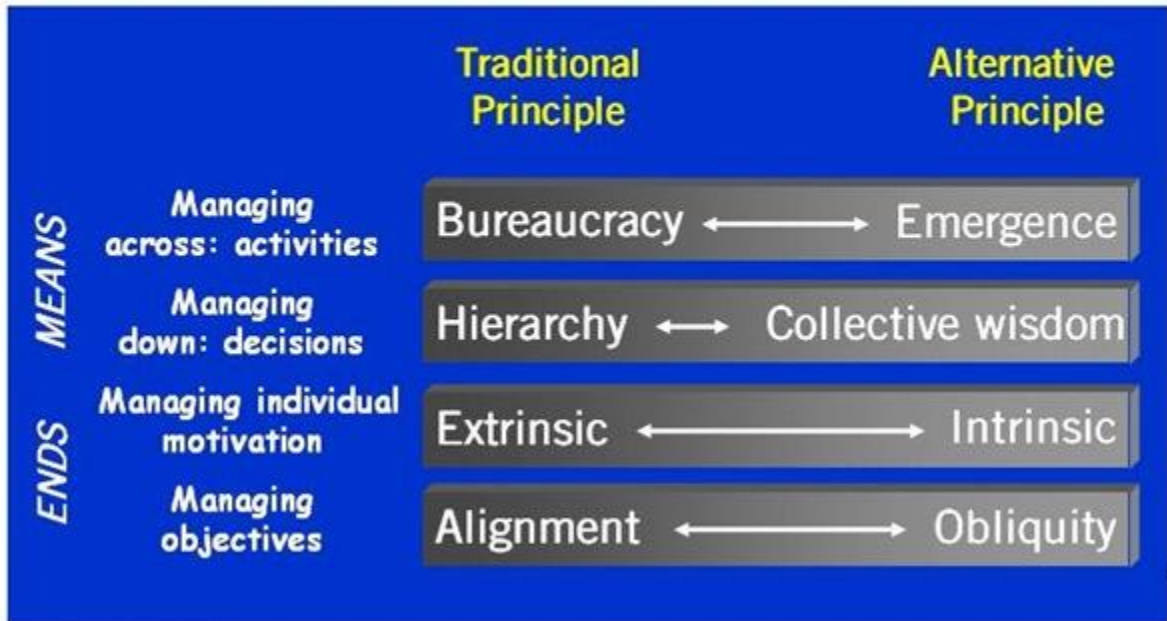 Traditional Principle
Alternative Principle
MEANS
Managing
across: activities
Bureaucracy
Emergence
Managing
down: decisions
Hierarchy
Collective wisdom
ENDS
Managing individual
motivation
Extrinsic
Intrinsic
Managing
objectives
Alignment
Obliquity